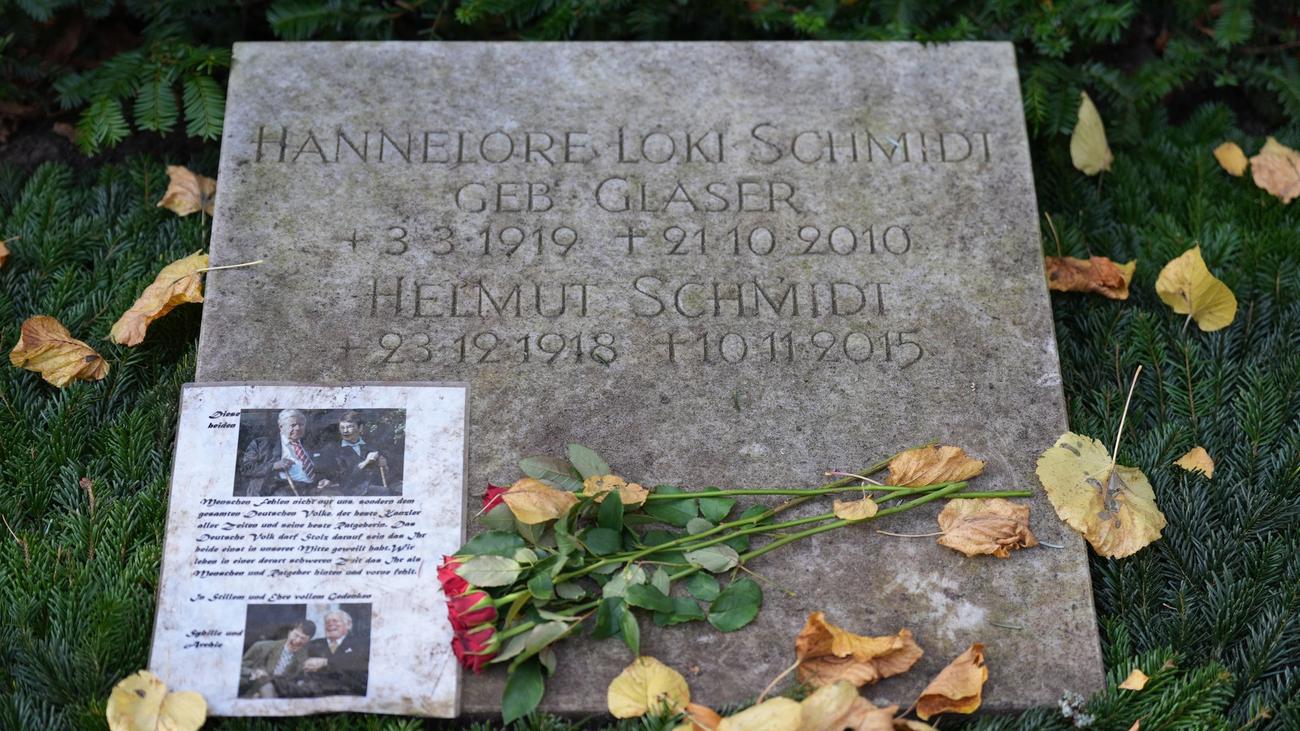 HANNELORE LOKI SCHMIDT
GEB · GLASER
+ 3·3·1919 † 21·10·2010
HELMUT SCHMIDT
+ 23·12·1918 † 10·11·2015
Diese
beiden
Menschen fehlen nicht nur uns, sondern dem
gesamten Deutschen Volke, der beste Kanzler
aller Zeiten und seine beste Ratgeberin. Das
Deutsche Volk darf Stolz darauf sein das Ihr
beide einst in unserer Mitte geweilt habt. Wir
leben in einer derart schweren Zeit das Ihr als
Menschen und Ratgeber hinten und vorne fehlt.
In Stillem und Ehre vollem Gedenken
Sybille und
Archie